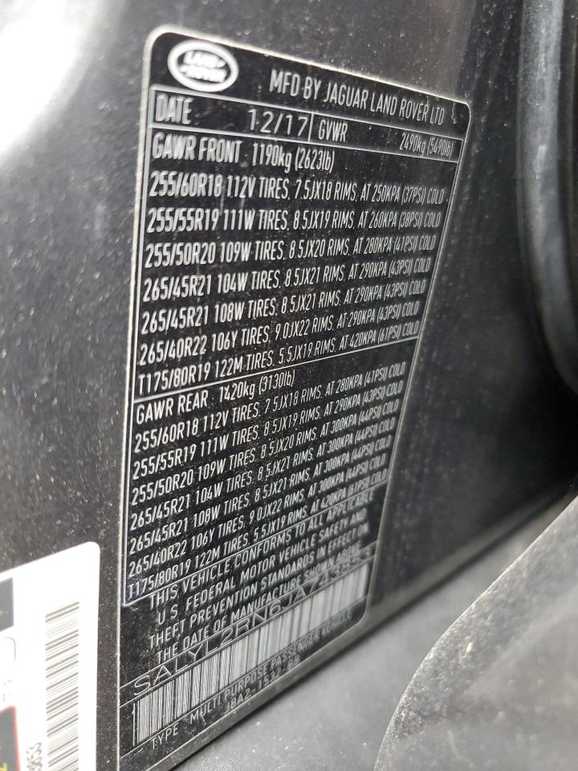 LAND ROVER
MFD BY JAGUAR LAND ROVER LTD
DATE 12/17 GVWR 2490kg (5490lb)
GAWR FRONT 1190kg (2623lb)
255/60R18 112V TIRES, 7.5JX18 RIMS, AT 250KPA (37PSI) COLD
255/55R19 111W TIRES, 8.5JX19 RIMS, AT 260KPA (38PSI) COLD
255/50R20 109W TIRES, 8.5JX20 RIMS, AT 280KPA (41PSI) COLD
265/45R21 104W TIRES, 8.5JX21 RIMS, AT 290KPA (43PSI) COLD
265/45R21 108W TIRES, 8.5JX21 RIMS, AT 290KPA (43PSI) COLD
265/40R22 106Y TIRES, 9.0JX22 RIMS, AT 290KPA (43PSI) COLD
T175/80R19 122M TIRES, 5.5JX19 RIMS, AT 420KPA (61PSI) COLD
GAWR REAR 1420kg (3130lb)
255/60R18 112V TIRES, 7.5JX18 RIMS, AT 280KPA (41PSI) COLD
255/55R19 111W TIRES, 8.5JX19 RIMS, AT 290KPA (43PSI) COLD
255/50R20 109W TIRES, 8.5JX20 RIMS, AT 300KPA (44PSI) COLD
265/45R21 104W TIRES, 8.5JX21 RIMS, AT 300KPA (44PSI) COLD
265/45R21 108W TIRES, 8.5JX21 RIMS, AT 300KPA (44PSI) COLD
265/40R22 106Y TIRES, 9.0JX22 RIMS, AT 300KPA (44PSI) COLD
T175/80R19 122M TIRES, 5.5JX19 RIMS, AT 420KPA (61PSI) COLD
THIS VEHICLE CONFORMS TO ALL APPLICABLE
U.S. FEDERAL MOTOR VEHICLE SAFETY AND
THEFT PREVENTION STANDARDS IN EFFECT ON
THE DATE OF MANUFACTURE SHOWN ABOVE.
TYPE : MULTI PURPOSE PASSENGER VEHICLE